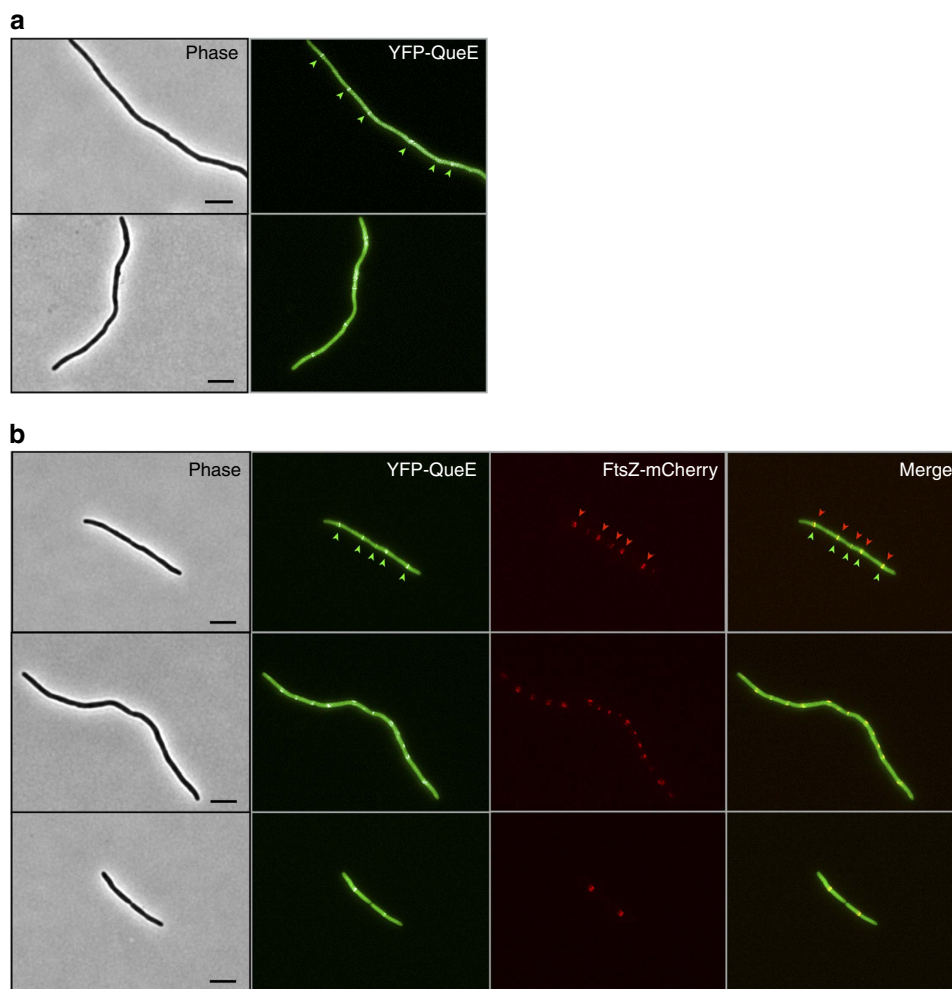 a
Phase
YFP-QueE
b
Phase
YFP-QueE
FtsZ-mCherry
Merge